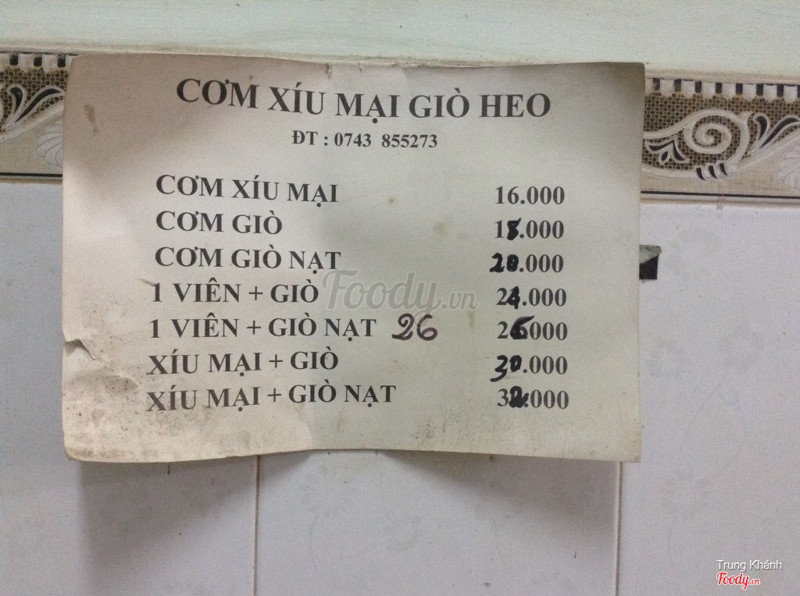 CƠM XÍU MẠI GIÒ HEO
ĐT : 0743 855273
CƠM XÍU MẠI 16.000
CƠM GIÒ 18.000
CƠM GIÒ NẠT 20.000
1 VIÊN + GIÒ 24.000
1 VIÊN + GIÒ NẠT 26 26000
XÍU MẠI + GIÒ 30.000
XÍU MẠI + GIÒ NẠT 32.000
Foody.vn
Trung Khánh
Foody.vn